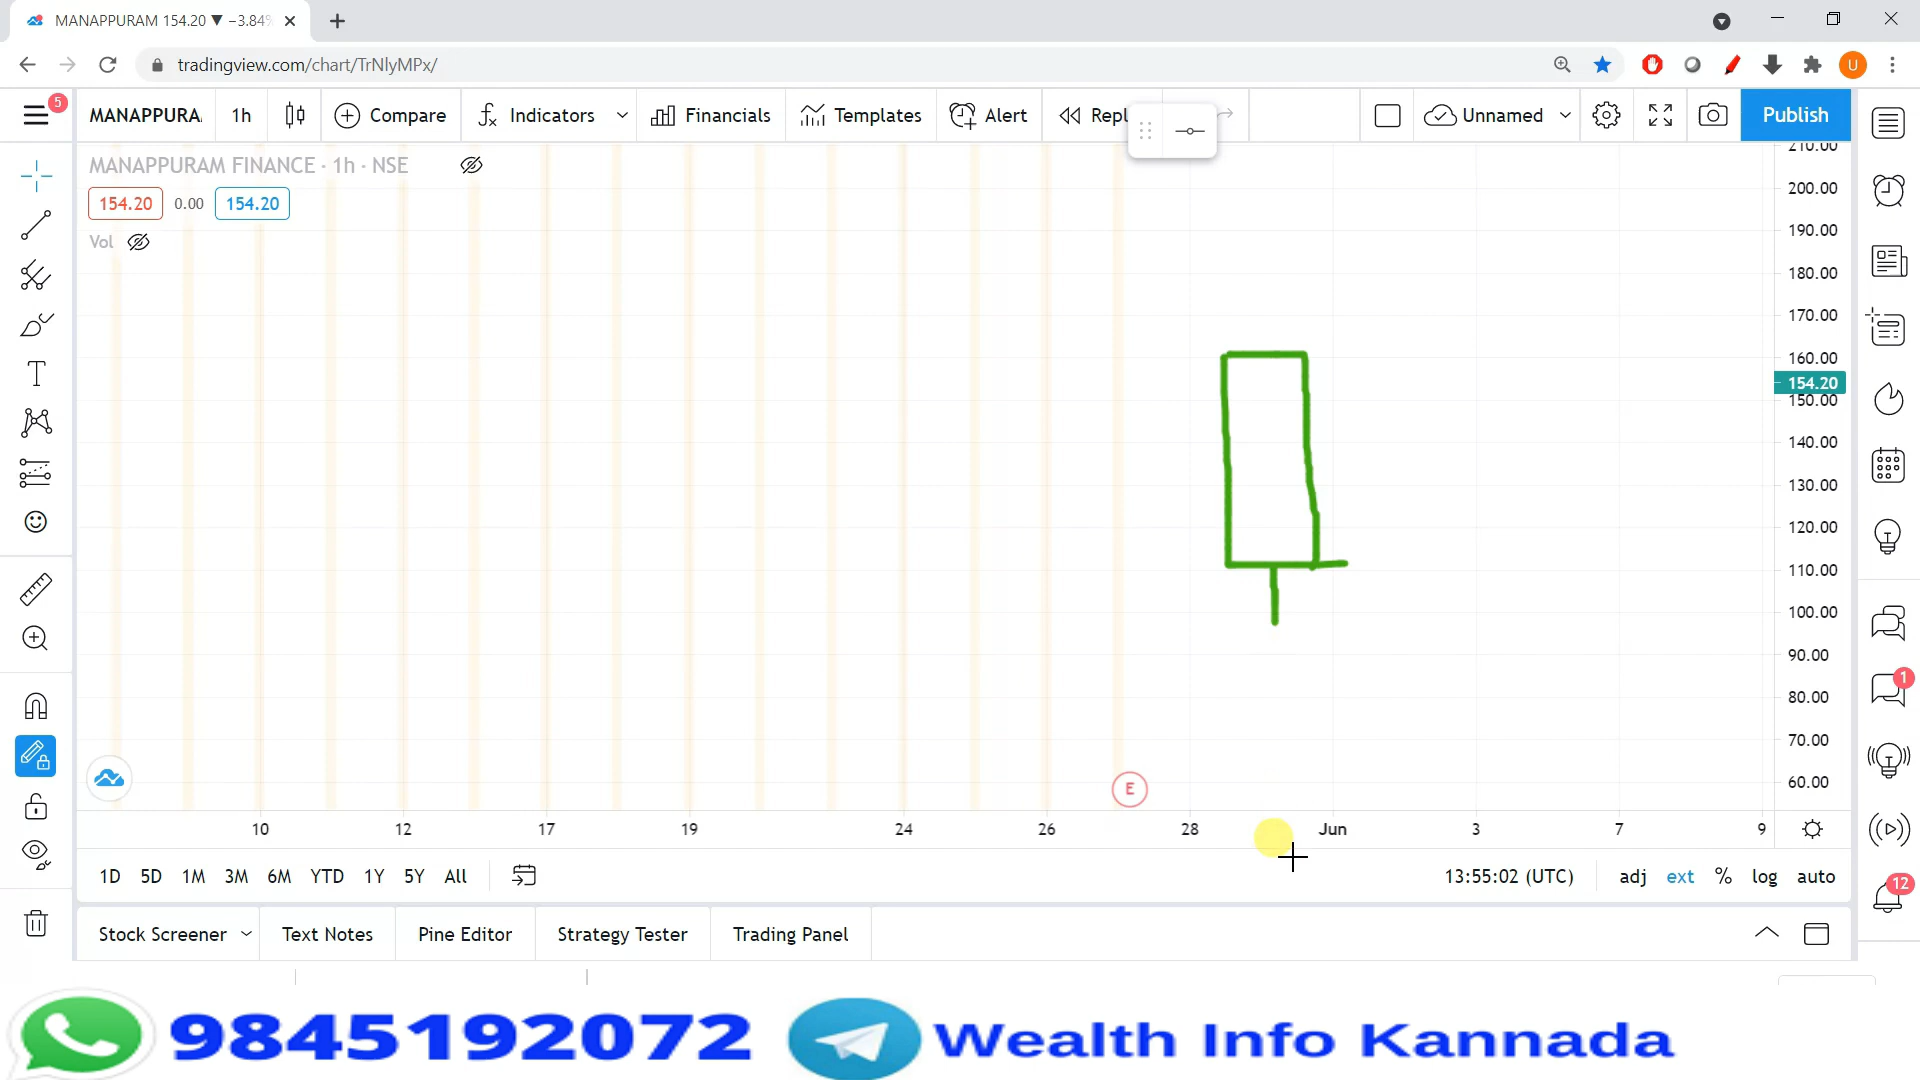 MANAPPURAM 154.20 ▼ −3.84%
tradingview.com/chart/TrNlyMPx/
U
5
MANAPPURA
1h
Compare
Indicators
Financials
Templates
Alert
Repl
Unnamed
Publish
MANAPPURAM FINANCE · 1h · NSE
154.20
0.00
154.20
Vol
210.00
200.00
190.00
180.00
170.00
160.00
154.20
150.00
140.00
130.00
120.00
110.00
100.00
90.00
80.00
70.00
60.00
1
12
E
10
12
17
19
24
26
28
Jun
3
7
9
1D 5D 1M 3M 6M YTD 1Y 5Y All
13:55:02 (UTC)
adj ext % log auto
Stock Screener
Text Notes
Pine Editor
Strategy Tester
Trading Panel
9845192072
Wealth Info Kannada